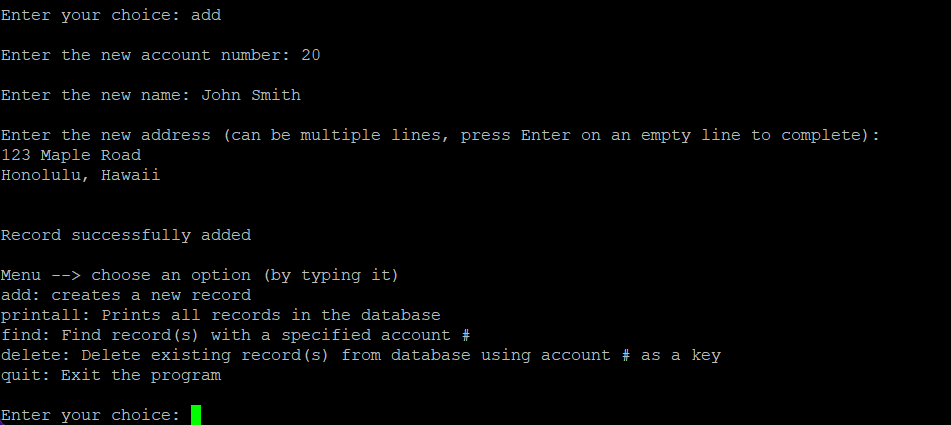 Enter your choice: add
Enter the new account number: 20
Enter the new name: John Smith
Enter the new address (can be multiple lines, press Enter on an empty line to complete):
123 Maple Road
Honolulu, Hawaii
Record successfully added
Menu --> choose an option (by typing it)
add: creates a new record
printall: Prints all records in the database
find: Find record(s) with a specified account #
delete: Delete existing record(s) from database using account # as a key
quit: Exit the program
Enter your choice: